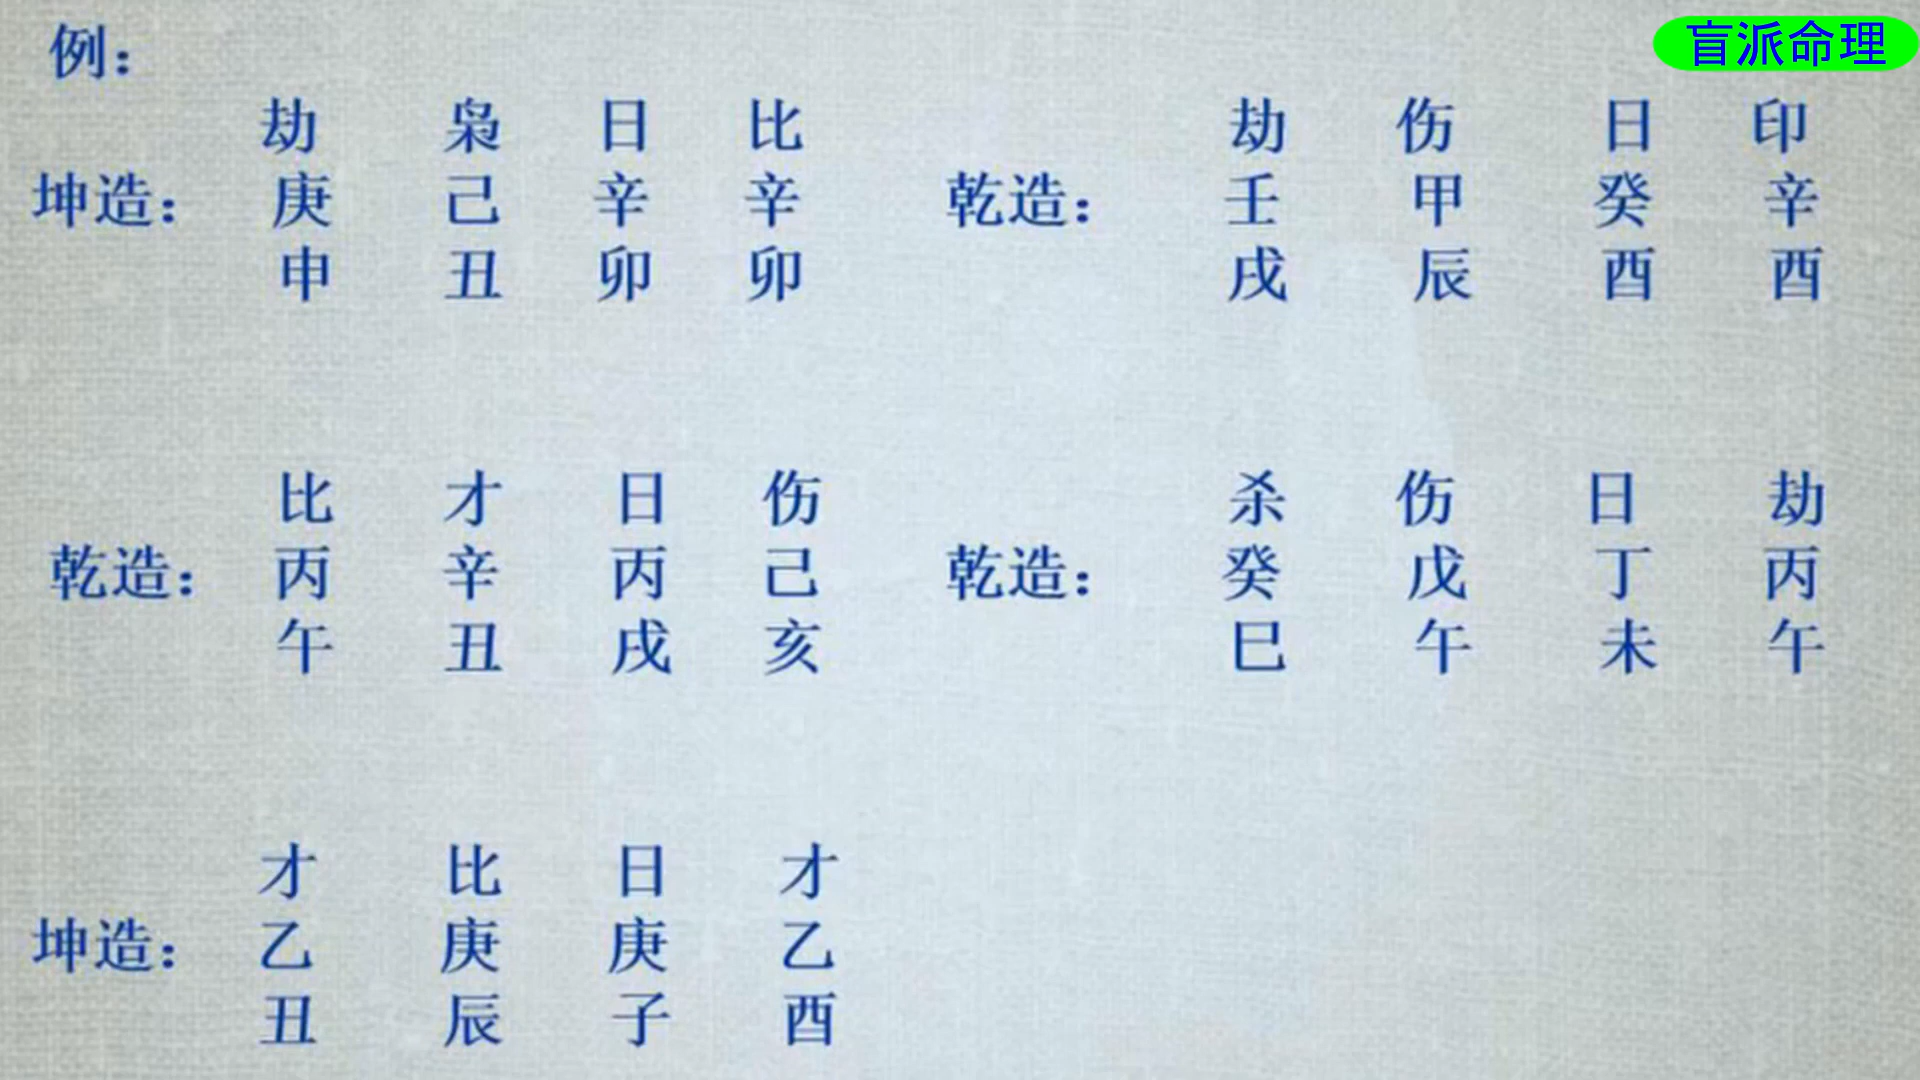 例：
盲派命理
劫 枭 日 比
坤造： 庚 己 辛 辛
申 丑 卯 卯
劫 伤 日 印
乾造： 壬 甲 癸 辛
戌 辰 酉 酉
比 才 日 伤
乾造： 丙 辛 丙 己
午 丑 戌 亥
杀 伤 日 劫
乾造： 癸 戊 丁 丙
巳 午 未 午
才 比 日 才
坤造： 乙 庚 庚 乙
丑 辰 子 酉